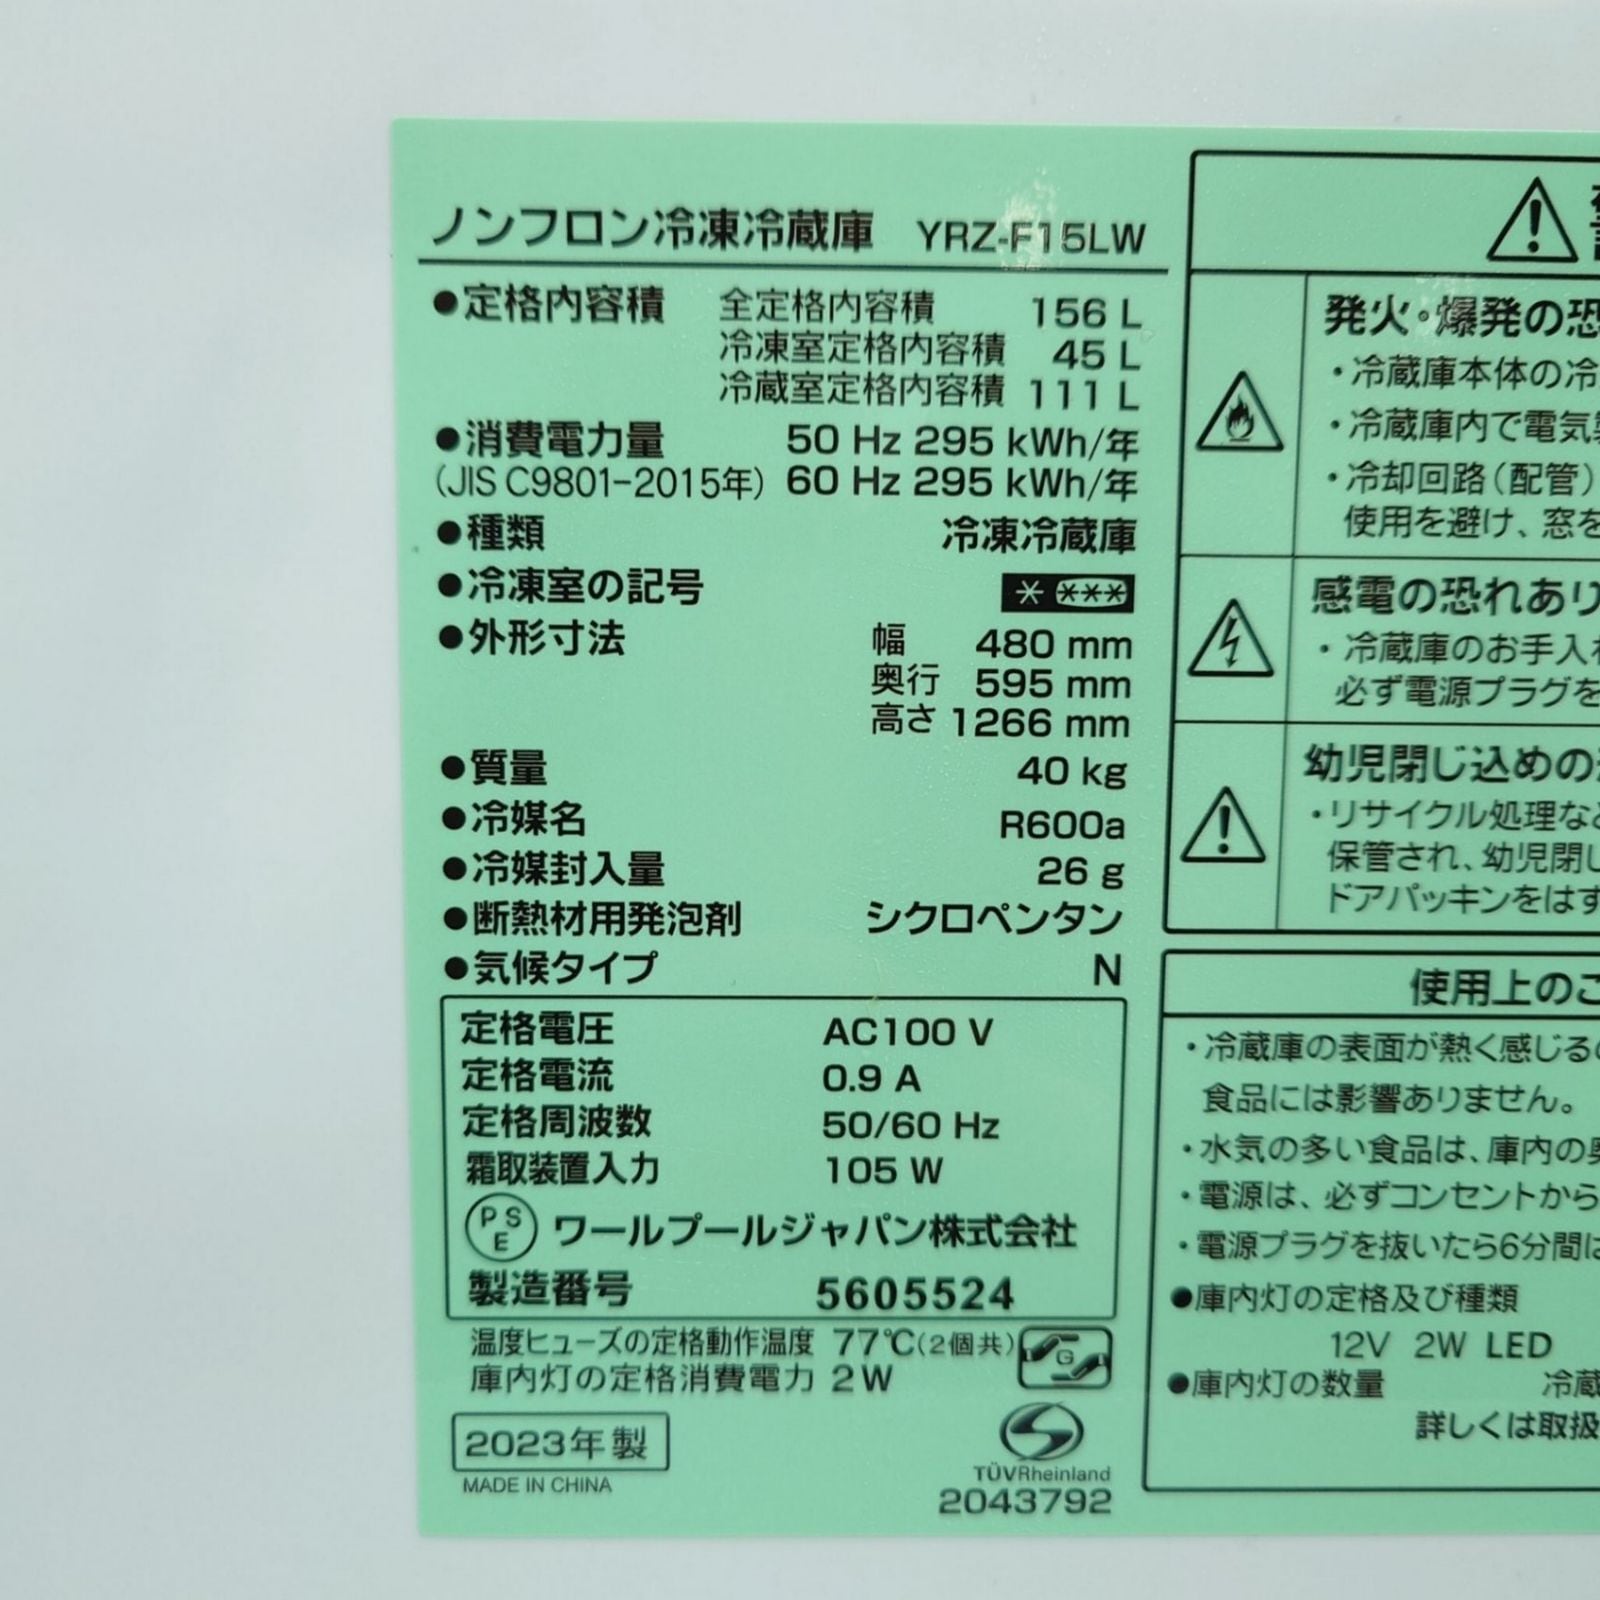 ノンフロン冷凍冷蔵庫 YRZ-F15LW
●定格内容積 全定格内容積 156 L
冷凍室定格内容積 45 L
冷蔵室定格内容積 111 L
●消費電力量 50 Hz 295 kWh/年
(JIS C9801-2015年) 60 Hz 295 kWh/年
●種類 冷凍冷蔵庫
●冷凍室の記号 * ***
●外形寸法 幅 480 mm
奥行 595 mm
高さ 1266 mm
●質量 40 kg
●冷媒名 R600a
●冷媒封入量 26 g
●断熱材用発泡剤 シクロペンタン
●気候タイプ N
定格電圧 AC100 V
定格電流 0.9 A
定格周波数 50/60 Hz
霜取装置入力 105 W
PSE ワールプールジャパン株式会社
製造番号 5605524
温度ヒューズの定格動作温度 77℃(2個共) G
庫内灯の定格消費電力 2W
2023年製
MADE IN CHINA
TÜVRheinland
2043792
発火・爆発の恐
・冷蔵庫本体の冷
・冷蔵庫内で電気
・冷却回路(配管)
使用を避け、窓を
感電の恐れあり
・冷蔵庫のお手入
必ず電源プラグを
幼児閉じ込めの
・リサイクル処理など
保管され、幼児閉じ
ドアパッキンをはず
使用上のご
・冷蔵庫の表面が熱く感じるの
食品には影響ありません。
・水気の多い食品は、庫内の奥
・電源は、必ずコンセントから
・電源プラグを抜いたら6分間は
●庫内灯の定格及び種類
12V 2W LED
●庫内灯の数量 冷蔵
詳しくは取扱